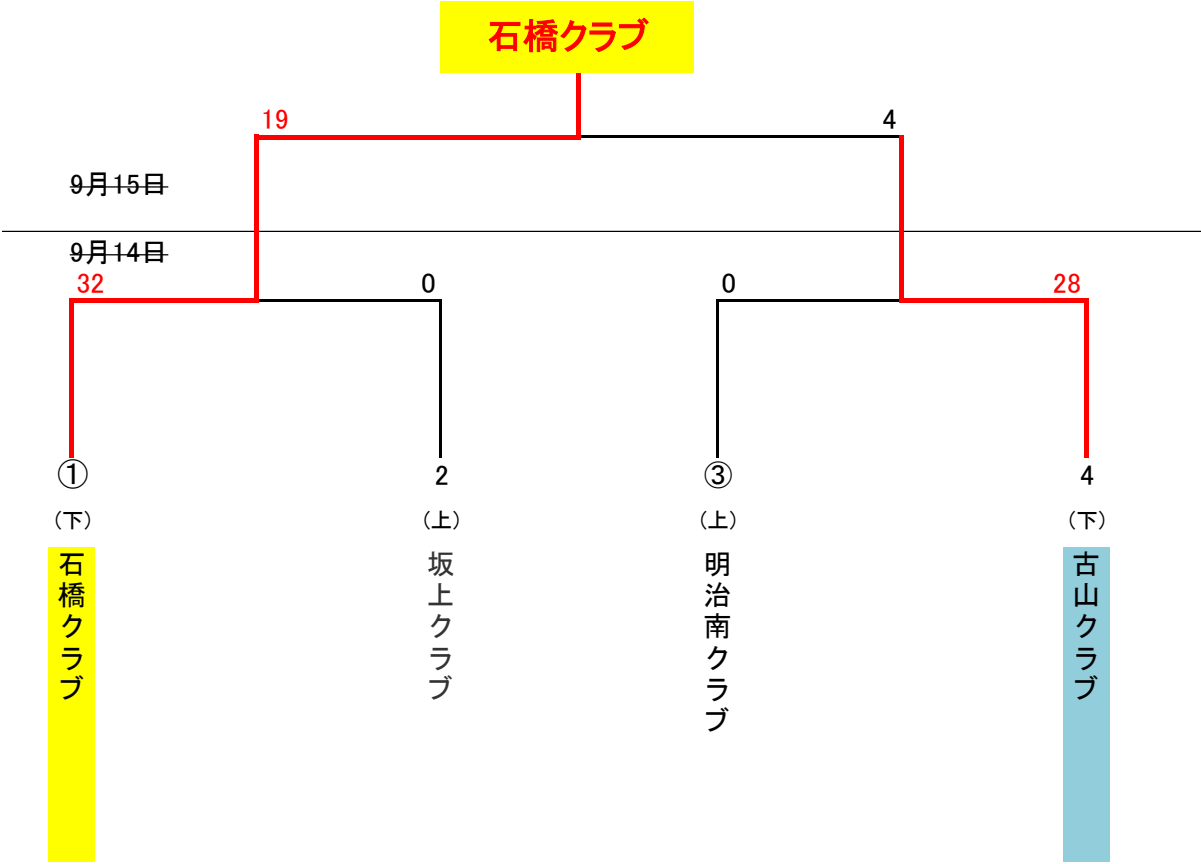 石橋クラブ
19
4
9月15日
9月14日
32
0
0
28
①
2
③
4
(下)
(上)
(上)
(下)
石橋クラブ
坂上クラブ
明治南クラブ
古山クラブ